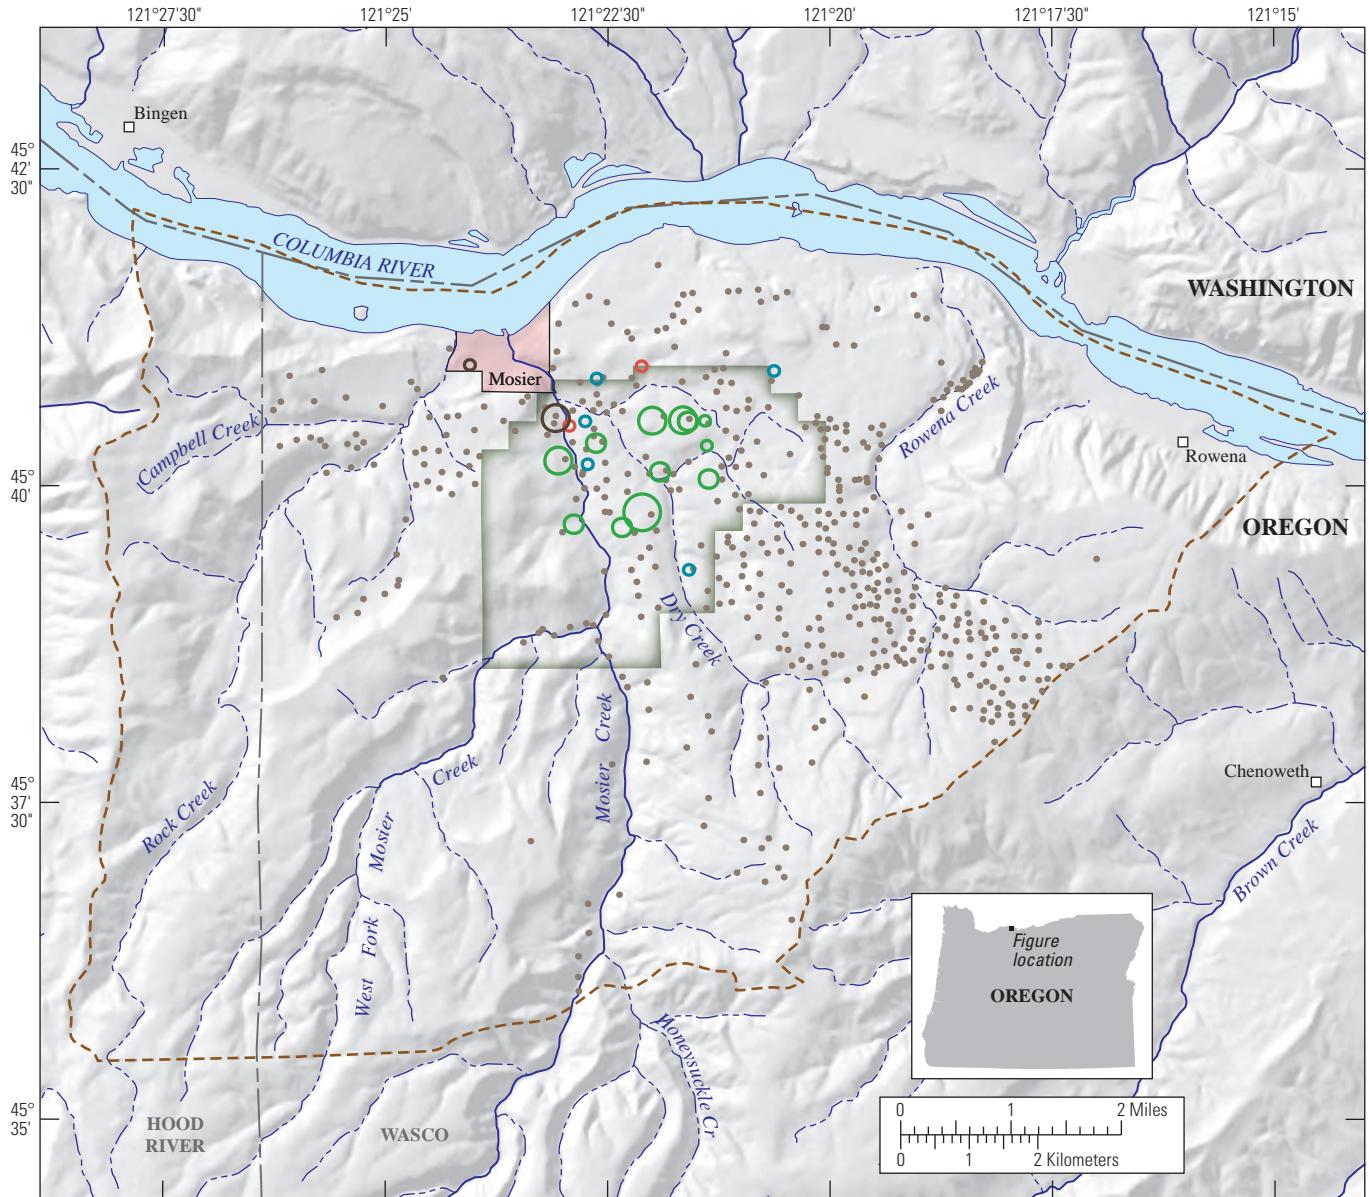 121°27'30"
121°25'
121°22'30"
121°20'
121°17'30"
121°15'
Bingen
45°
42'
30"
COLUMBIA RIVER
WASHINGTON
Mosier
Campbell Creek
Rowena Creek
Rowena
45°
40'
OREGON
Dry Creek
Mosier Creek
Creek
Chenoweth
45°
37'
30"
Rock Creek
Mosier
Brown Creek
West Fork
Figure
location
OREGON
Honeysuckle Cr
45°
35'
HOOD
RIVER
WASCO
0 1 2 Miles
0 1 2 Kilometers